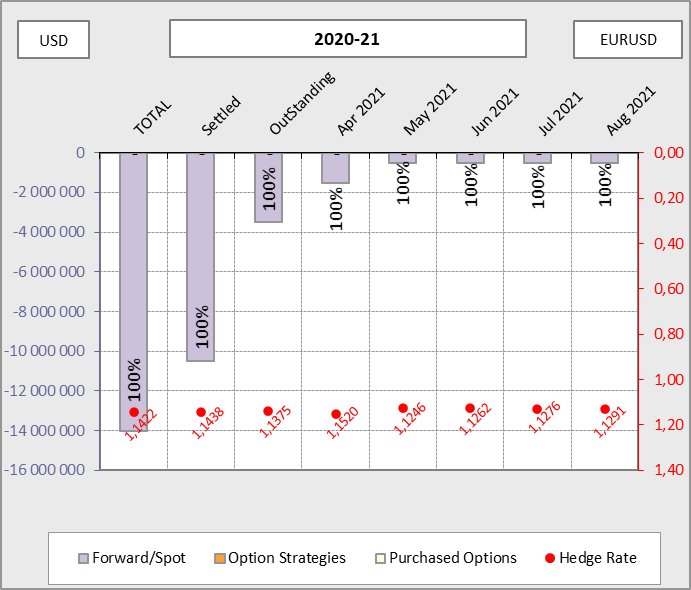 USD
2020-21
EURUSD
TOTAL
Settled
OutStanding
Apr 2021
May 2021
Jun 2021
Jul 2021
Aug 2021
0
-2 000 000
-4 000 000
-6 000 000
-8 000 000
-10 000 000
-12 000 000
-14 000 000
-16 000 000
0,00
0,20
0,40
0,60
0,80
1,00
1,20
1,40
100%
100%
100%
100%
100%
100%
100%
100%
1,1422
1,1438
1,1375
1,1520
1,1246
1,1262
1,1276
1,1291
Forward/Spot
Option Strategies
Purchased Options
Hedge Rate